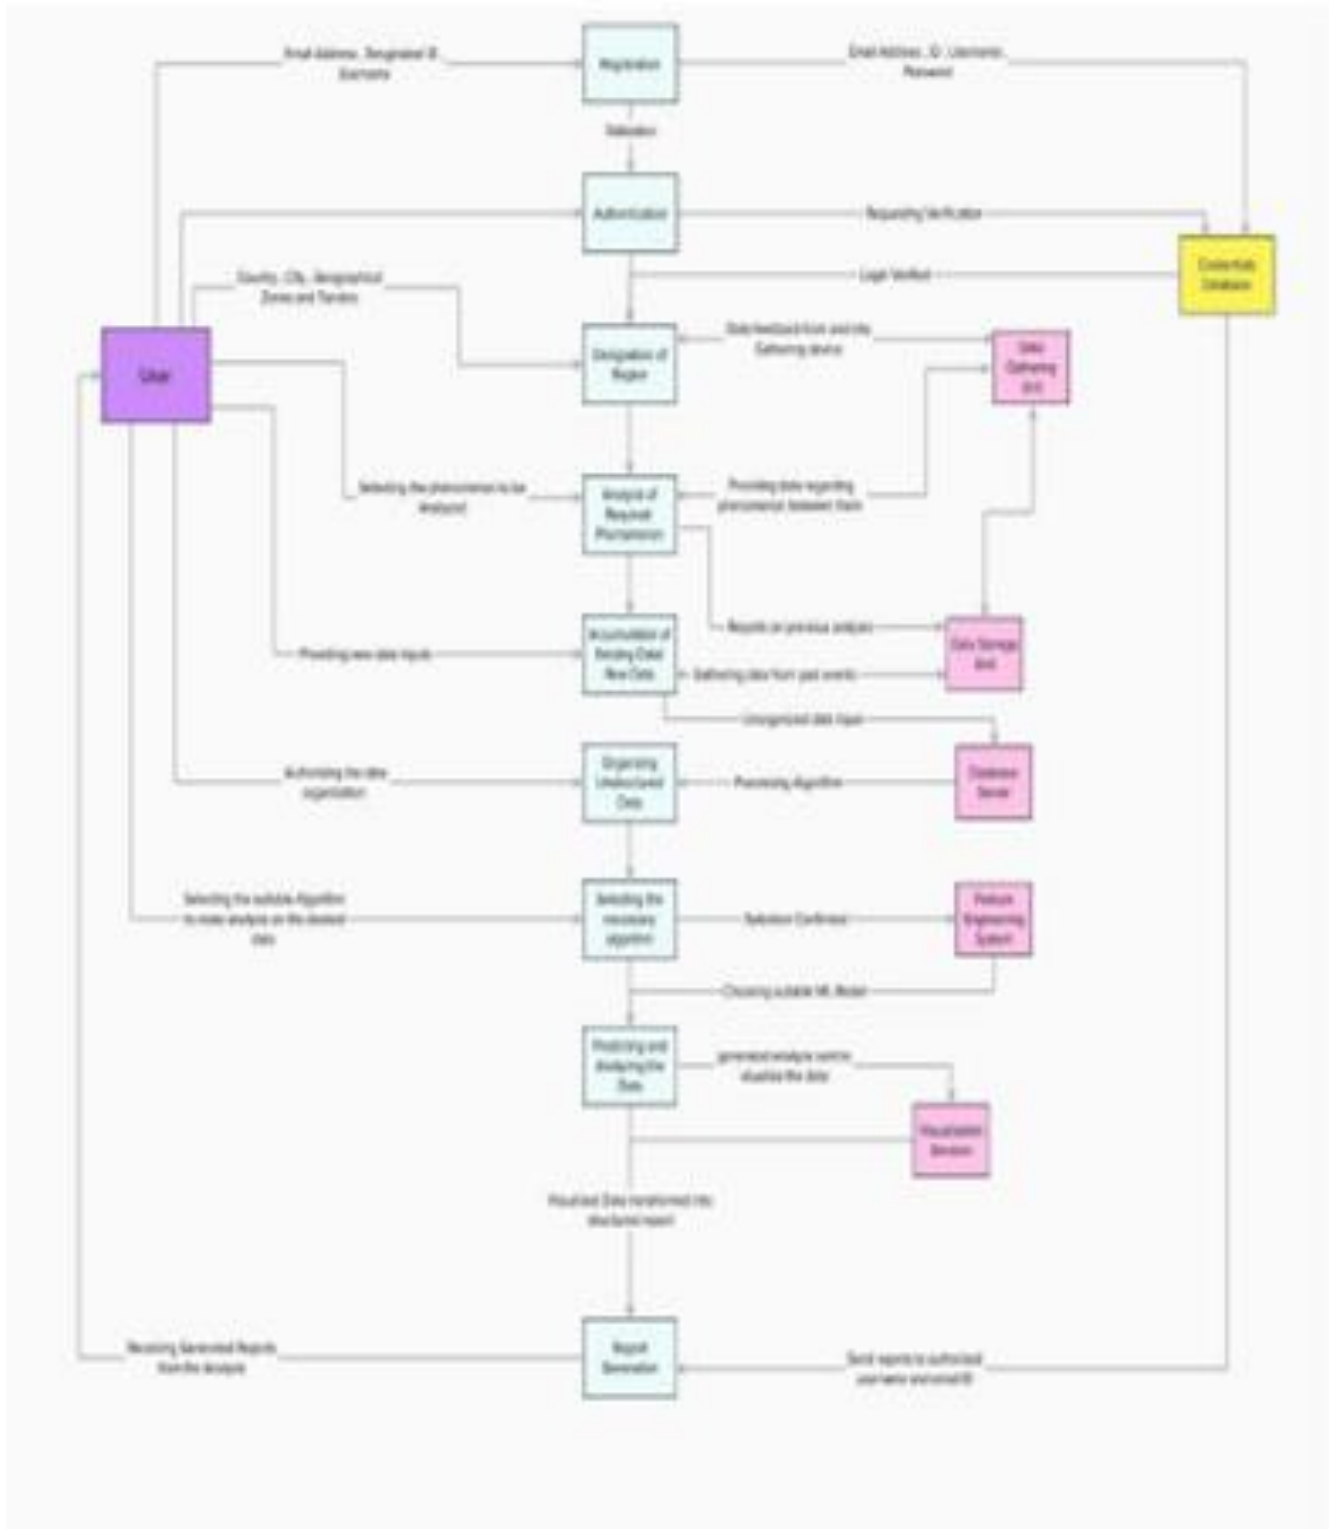 Email Address, Designated ID,
Username
Registration
Email Address, ID, Username,
Password
Authentication
Requesting Verification
Country, City, Geographical
Zones and
Login Verified
Credentials
Database
User
Designation of
Region
Data feedback from and into
Gathering device
Data
Gathering
Unit
Selecting the phenomenon to be
Analyzed
Analysis of
Required
Phenomenon
Providing data regarding
phenomenon between them
Reports on previous analysis
Providing new data inputs
Accumulation of
Existing Data/
New Data
Gathering data from past events
Data Storage
Unit
Unorganized data input
Authorizing the data
organization
Organizing
Unstructured
Data
Processing Algorithm
Database
Server
Selecting the suitable Algorithm
to make analysis on the desired
data
Selecting the
necessary
algorithm
Selection Confirmed
Feature
Engineering
System
Choosing suitable ML Model
Predicting and
Analyzing the
Data
generated analysis sent to
visualize the data
Visualization
Visualized Data transformed into
structured report
Receiving Generated Reports
from the Analysis
Report
Generation
Send reports to authorized